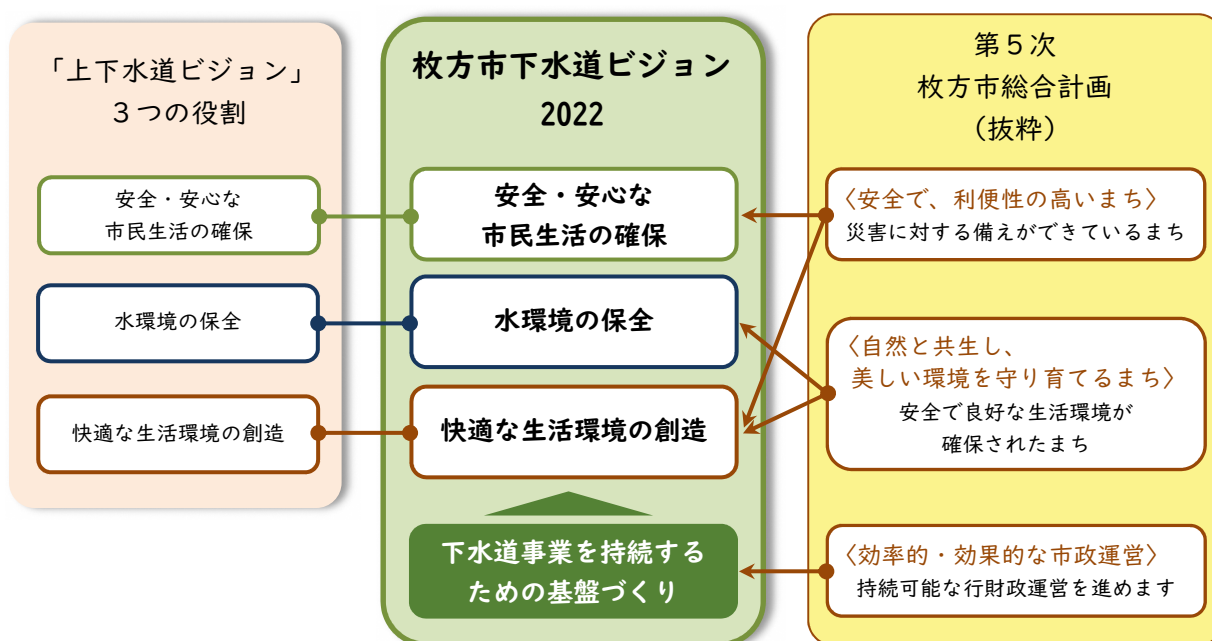 「上下水道ビジョン」
３つの役割
安全・安心な
市民生活の確保
水環境の保全
快適な生活環境の創造
枚方市下水道ビジョン
2022
安全・安心な
市民生活の確保
水環境の保全
快適な生活環境の創造
下水道事業を持続する
ための基盤づくり
第５次
枚方市総合計画
（抜粋）
〈安全で、利便性の高いまち〉
災害に対する備えができているまち
〈自然と共生し、
美しい環境を守り育てるまち〉
安全で良好な生活環境が
確保されたまち
〈効率的・効果的な市政運営〉
持続可能な行財政運営を進めます